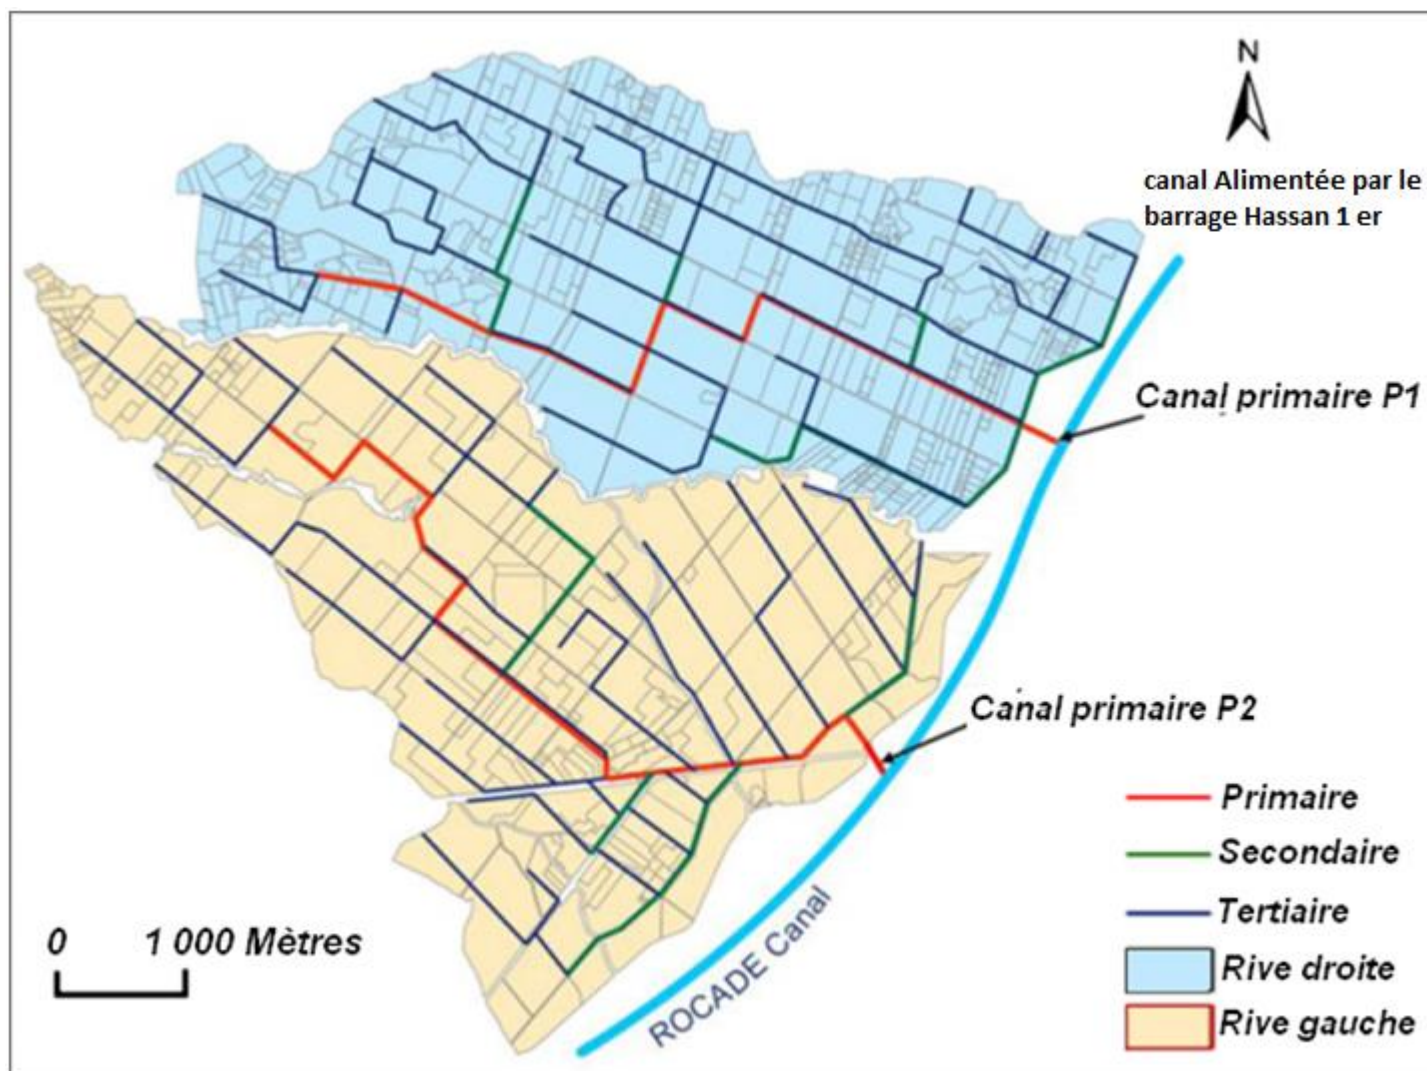 N
canal Alimentée par le
barrage Hassan 1 er
Canal primaire P1
Canal primaire P2
Primaire
Secondaire
Tertiaire
Rive droite
Rive gauche
0 1 000 Mètres
ROCADE Canal